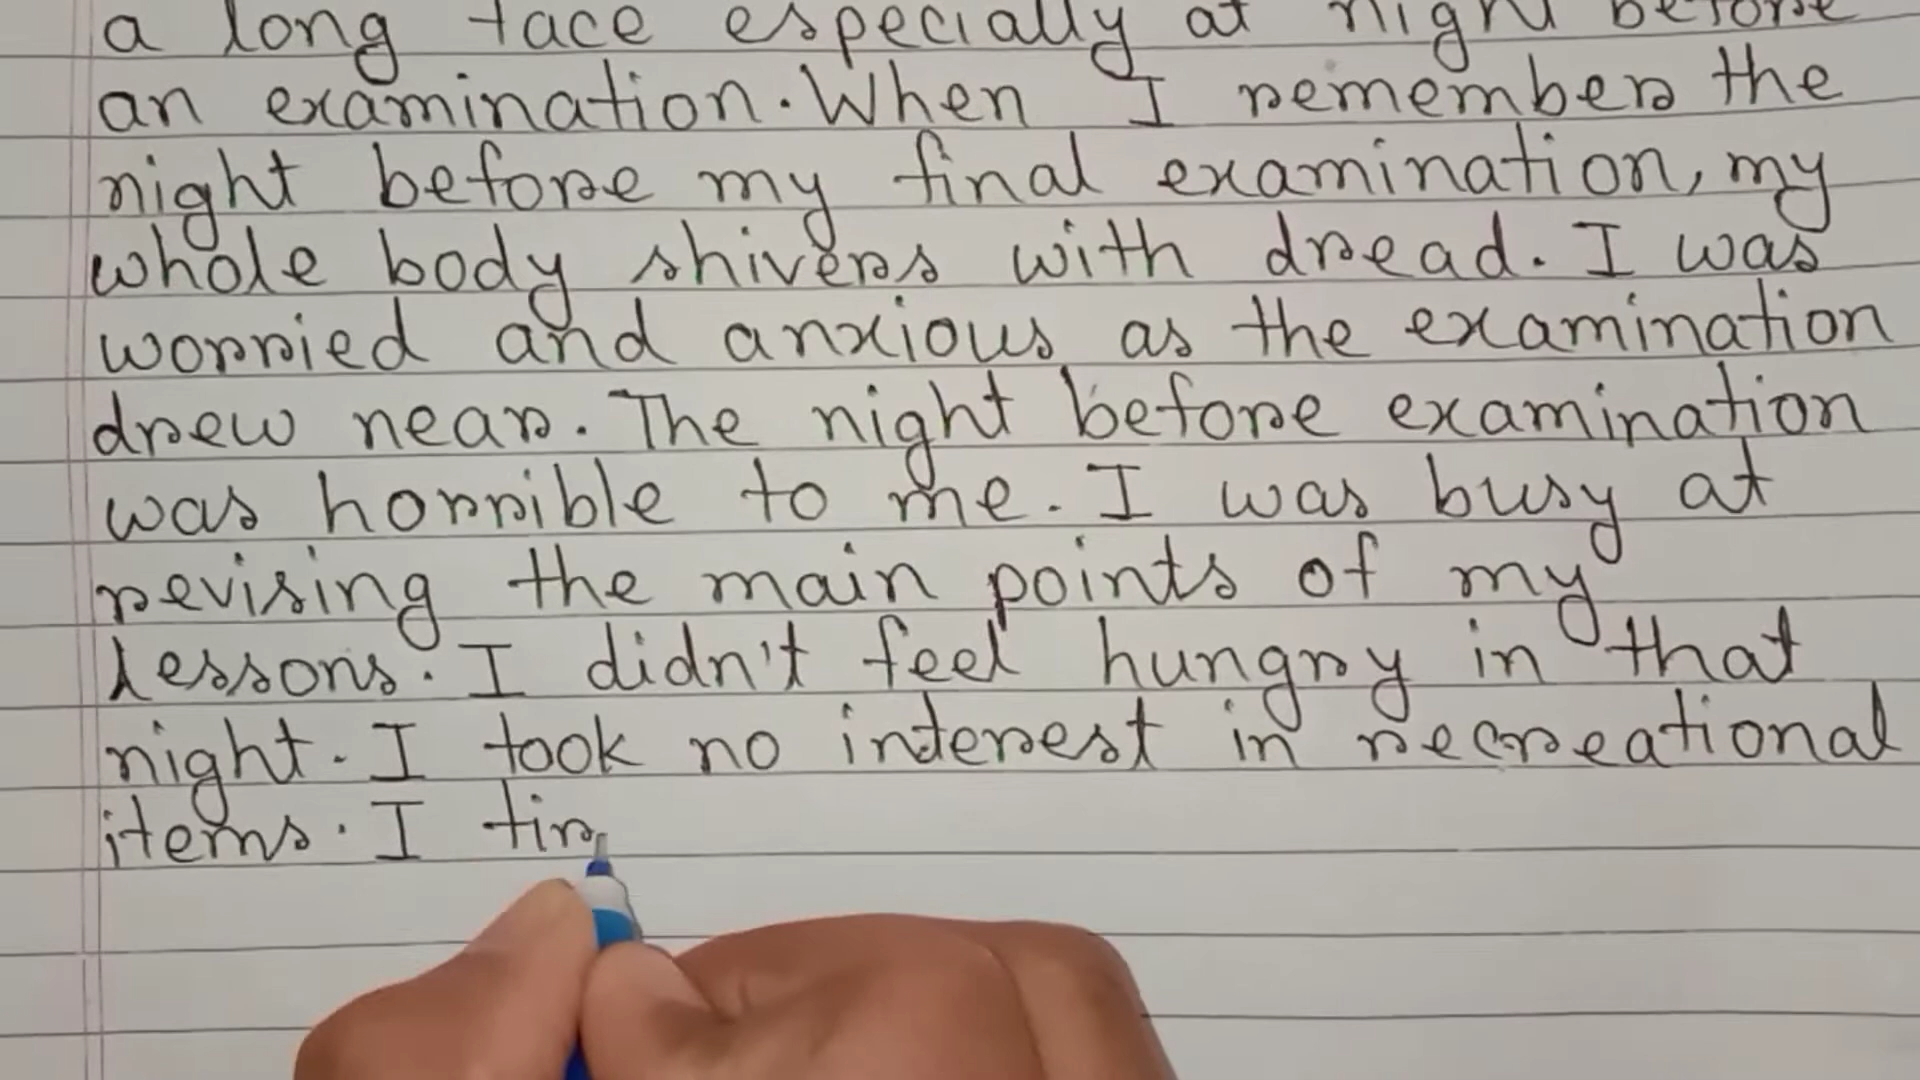 a long face especially at night before
an examination. When I remember the
night before my final examination, my
whole body shivers with dread. I was
worried and anxious as the examination
drew near. The night before examination
was horrible to me. I was busy at
revising the main points of my
lessons. I didn't feel hungry in that
night. I took no interest in recreational
items. I tir